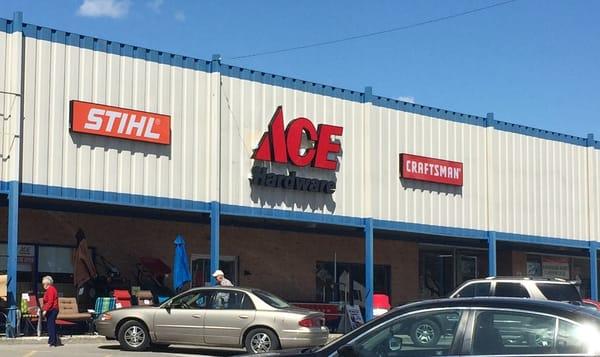 STIHL
ACE
Hardware
CRAFTSMAN